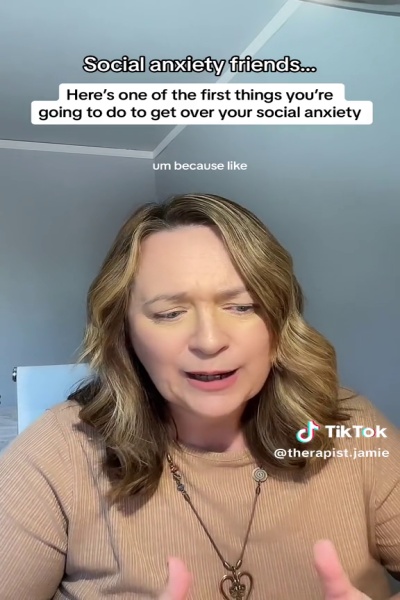 Social anxiety friends...
Here's one of the first things you're
going to do to get over your social anxiety
um because like
TikTok
@therapist.jamie